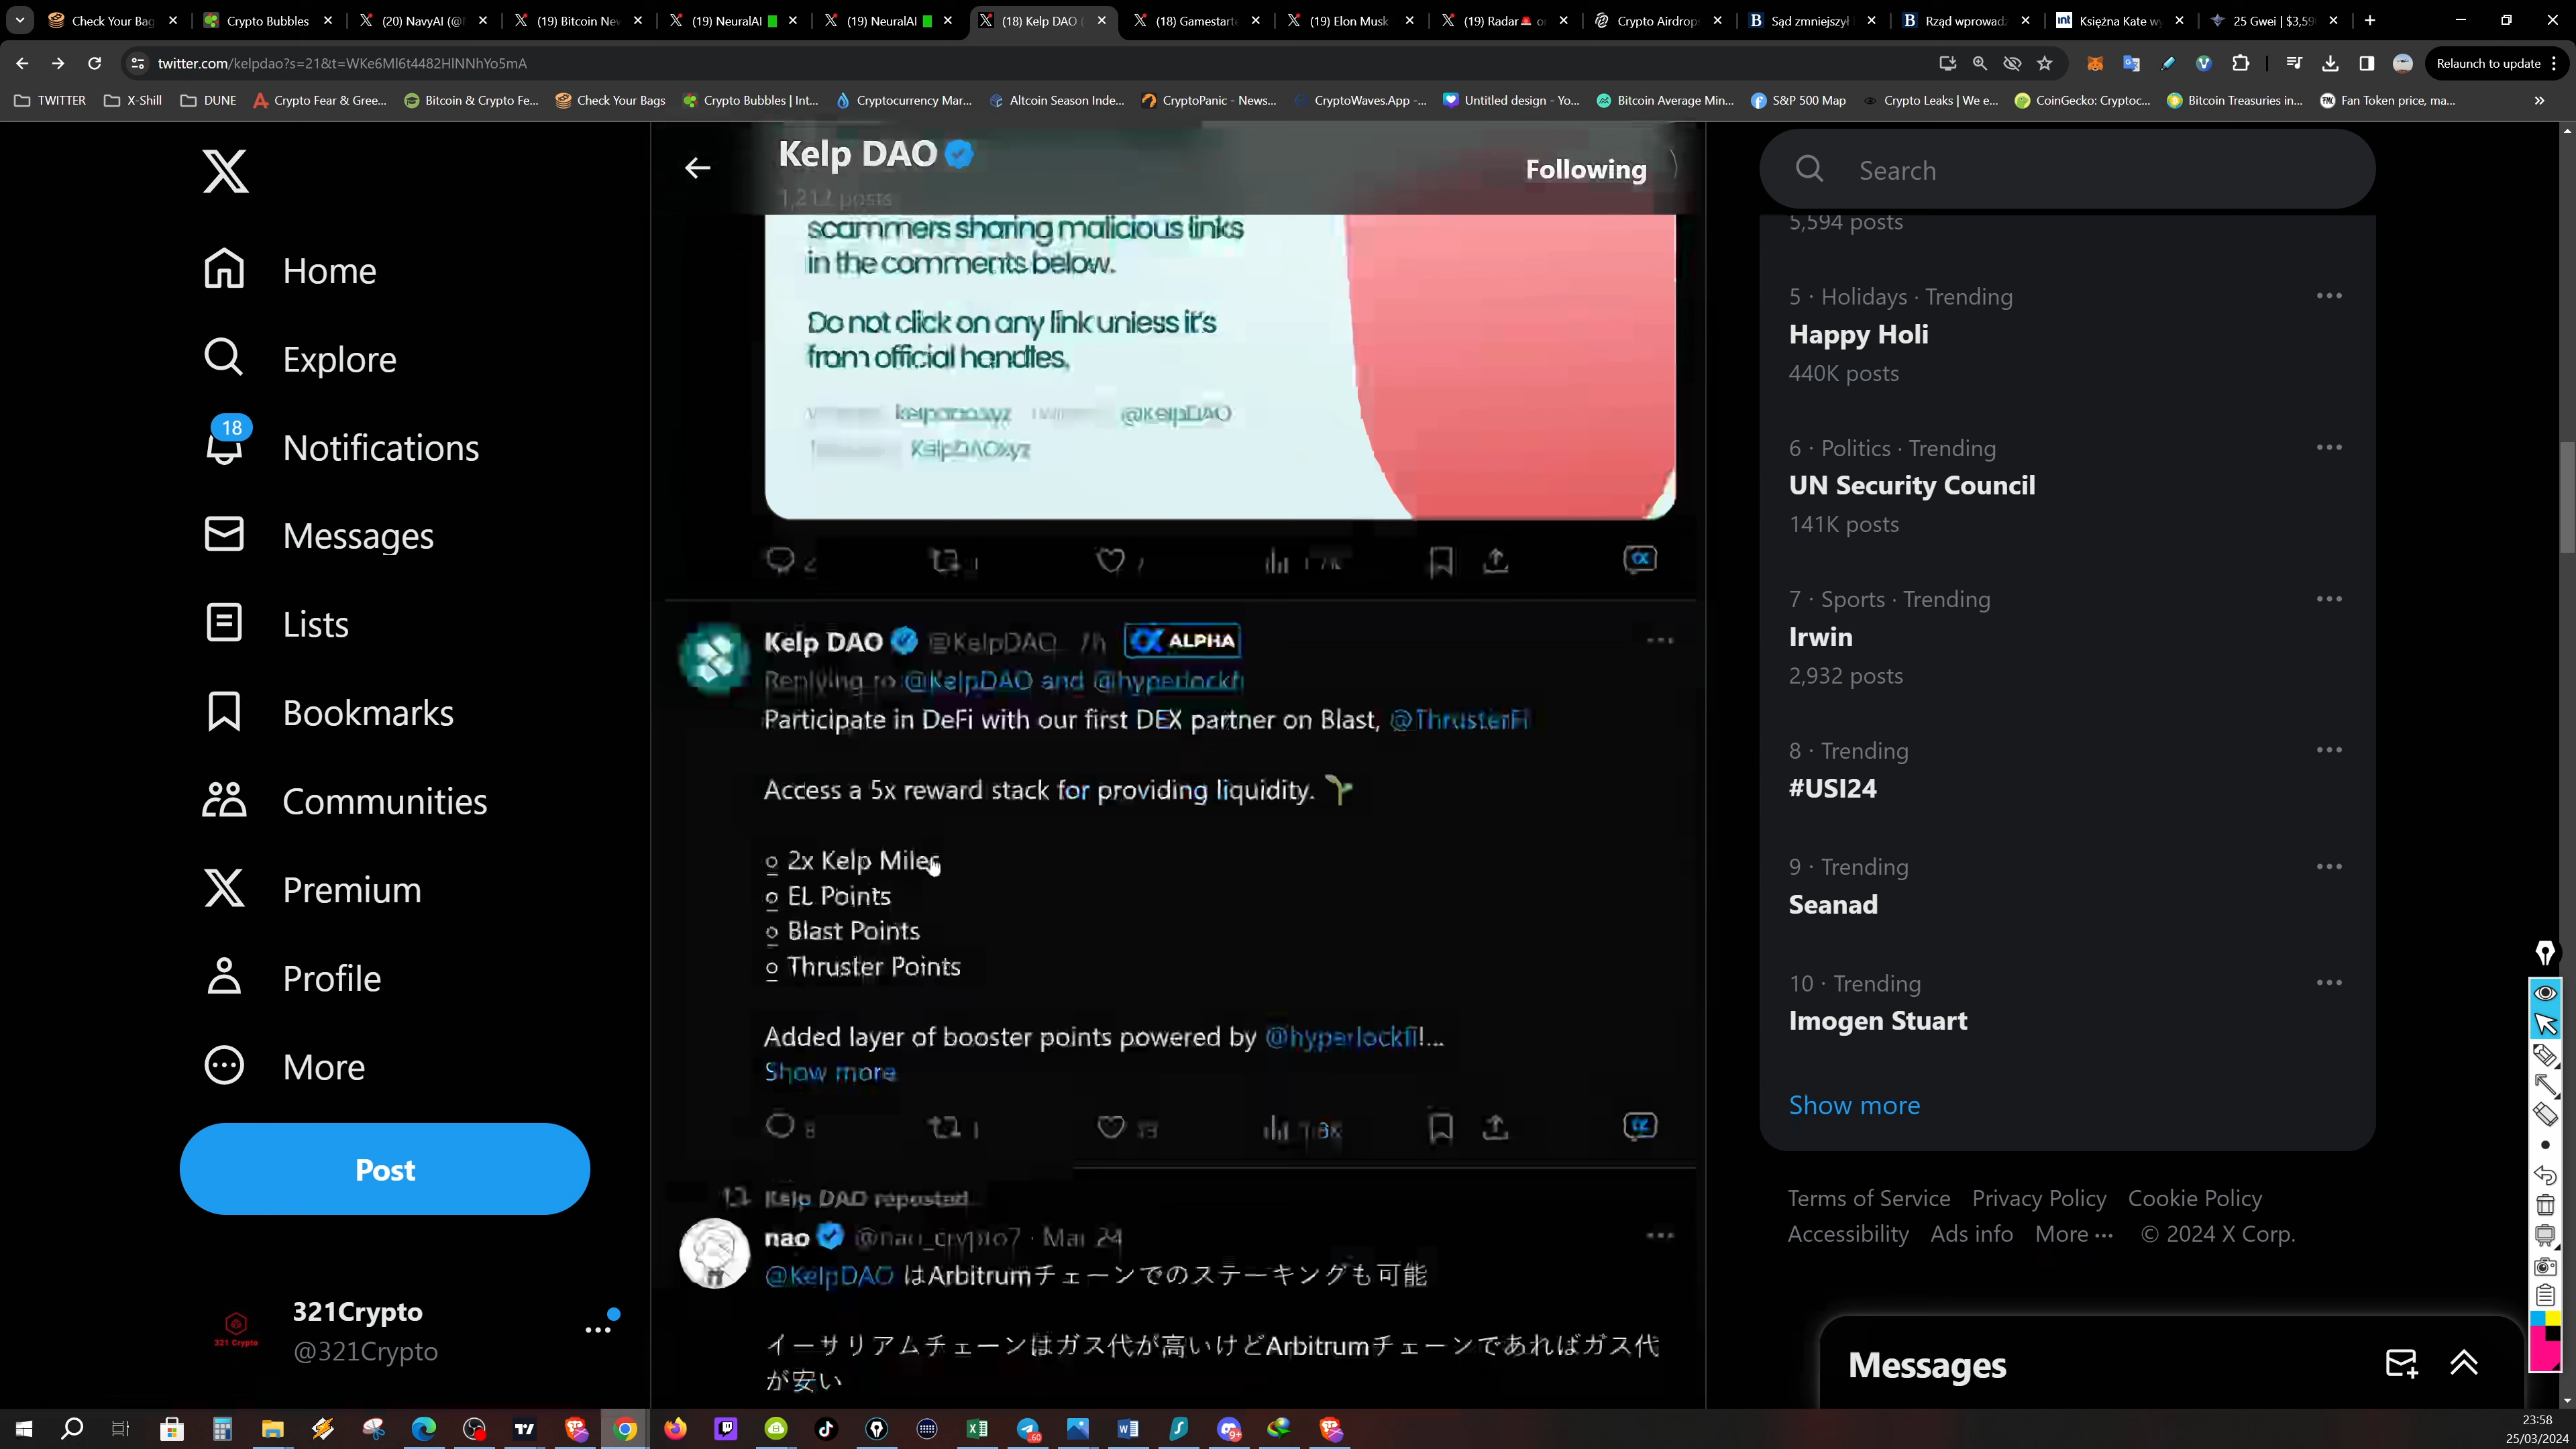 Check Your Bag
Crypto Bubbles
(20) NavyAI (@
(19) Bitcoin Nev
(19) NeuralAI
(19) NeuralAI
(18) Kelp DAO (
(18) Gamestart
(19) Elon Musk
(19) Radar
Crypto Airdrop
Sąd zmniejszył
Rząd wprowadz
int Księżna Kate w
25 Gwei | $3,59
twitter.com/kelpdao?s=21&t=WKe6Ml6t4482HlNNhYo5mA
Relaunch to update
TWITTER
X-Shill
DUNE
Crypto Fear & Gree...
Bitcoin & Crypto Fe...
Check Your Bags
Crypto Bubbles | Int...
Cryptocurrency Mar...
Altcoin Season Inde...
CryptoPanic - News...
CryptoWaves.App -...
Untitled design - Yo...
Bitcoin Average Min...
S&P 500 Map
Crypto Leaks | We e...
CoinGecko: Cryptoc...
Bitcoin Treasuries in...
Fan Token price, ma...
Home
Explore
18
Notifications
Messages
Lists
Bookmarks
Communities
Premium
Profile
More
Post
321 Crypto
321Crypto
@321Crypto
Kelp DAO
1,212 posts
Following
scammers sharing malicious links
in the comments below.
Do not click on any link unless it's
from official handles.
kelpdao.xyz @KelpDAO
KelpDAOxyz
Kelp DAO @KelpDAO 7h ALPHA
Replying to @KelpDAO and @hyperlockfi
Participate in DeFi with our first DEX partner on Blast, @ThrusterFi
Access a 5x reward stack for providing liquidity.
2x Kelp Miles
EL Points
Blast Points
Thruster Points
Added layer of booster points powered by @hyperlockfi!...
Show more
Kelp DAO reposted
nao @nao_crypto7 · Mar 24
@KelpDAO はArbitrumチェーンでのステーキングも可能
イーサリアムチェーンはガス代が高いけどArbitrumチェーンであればガス代
が安い
Search
5,594 posts
5 · Holidays · Trending
Happy Holi
440K posts
6 · Politics · Trending
UN Security Council
141K posts
7 · Sports · Trending
Irwin
2,932 posts
8 · Trending
#USI24
9 · Trending
Seanad
10 · Trending
Imogen Stuart
Show more
Terms of Service Privacy Policy Cookie Policy
Accessibility Ads info More ··· © 2024 X Corp.
Messages
23:58
25/03/2024